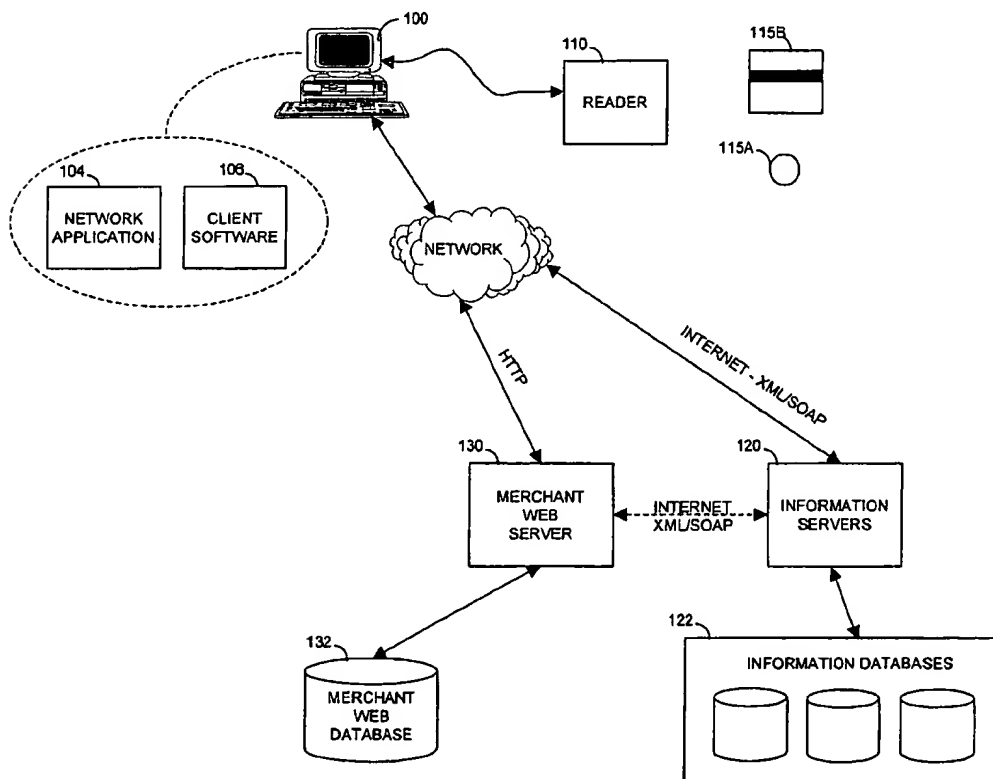 100
110
READER
115B
115A
104
NETWORK
APPLICATION
106
CLIENT
SOFTWARE
NETWORK
HTTP
INTERNET - XML/SOAP
130
MERCHANT
WEB
SERVER
INTERNET
XML/SOAP
120
INFORMATION
SERVERS
132
MERCHANT
WEB
DATABASE
122
INFORMATION DATABASES